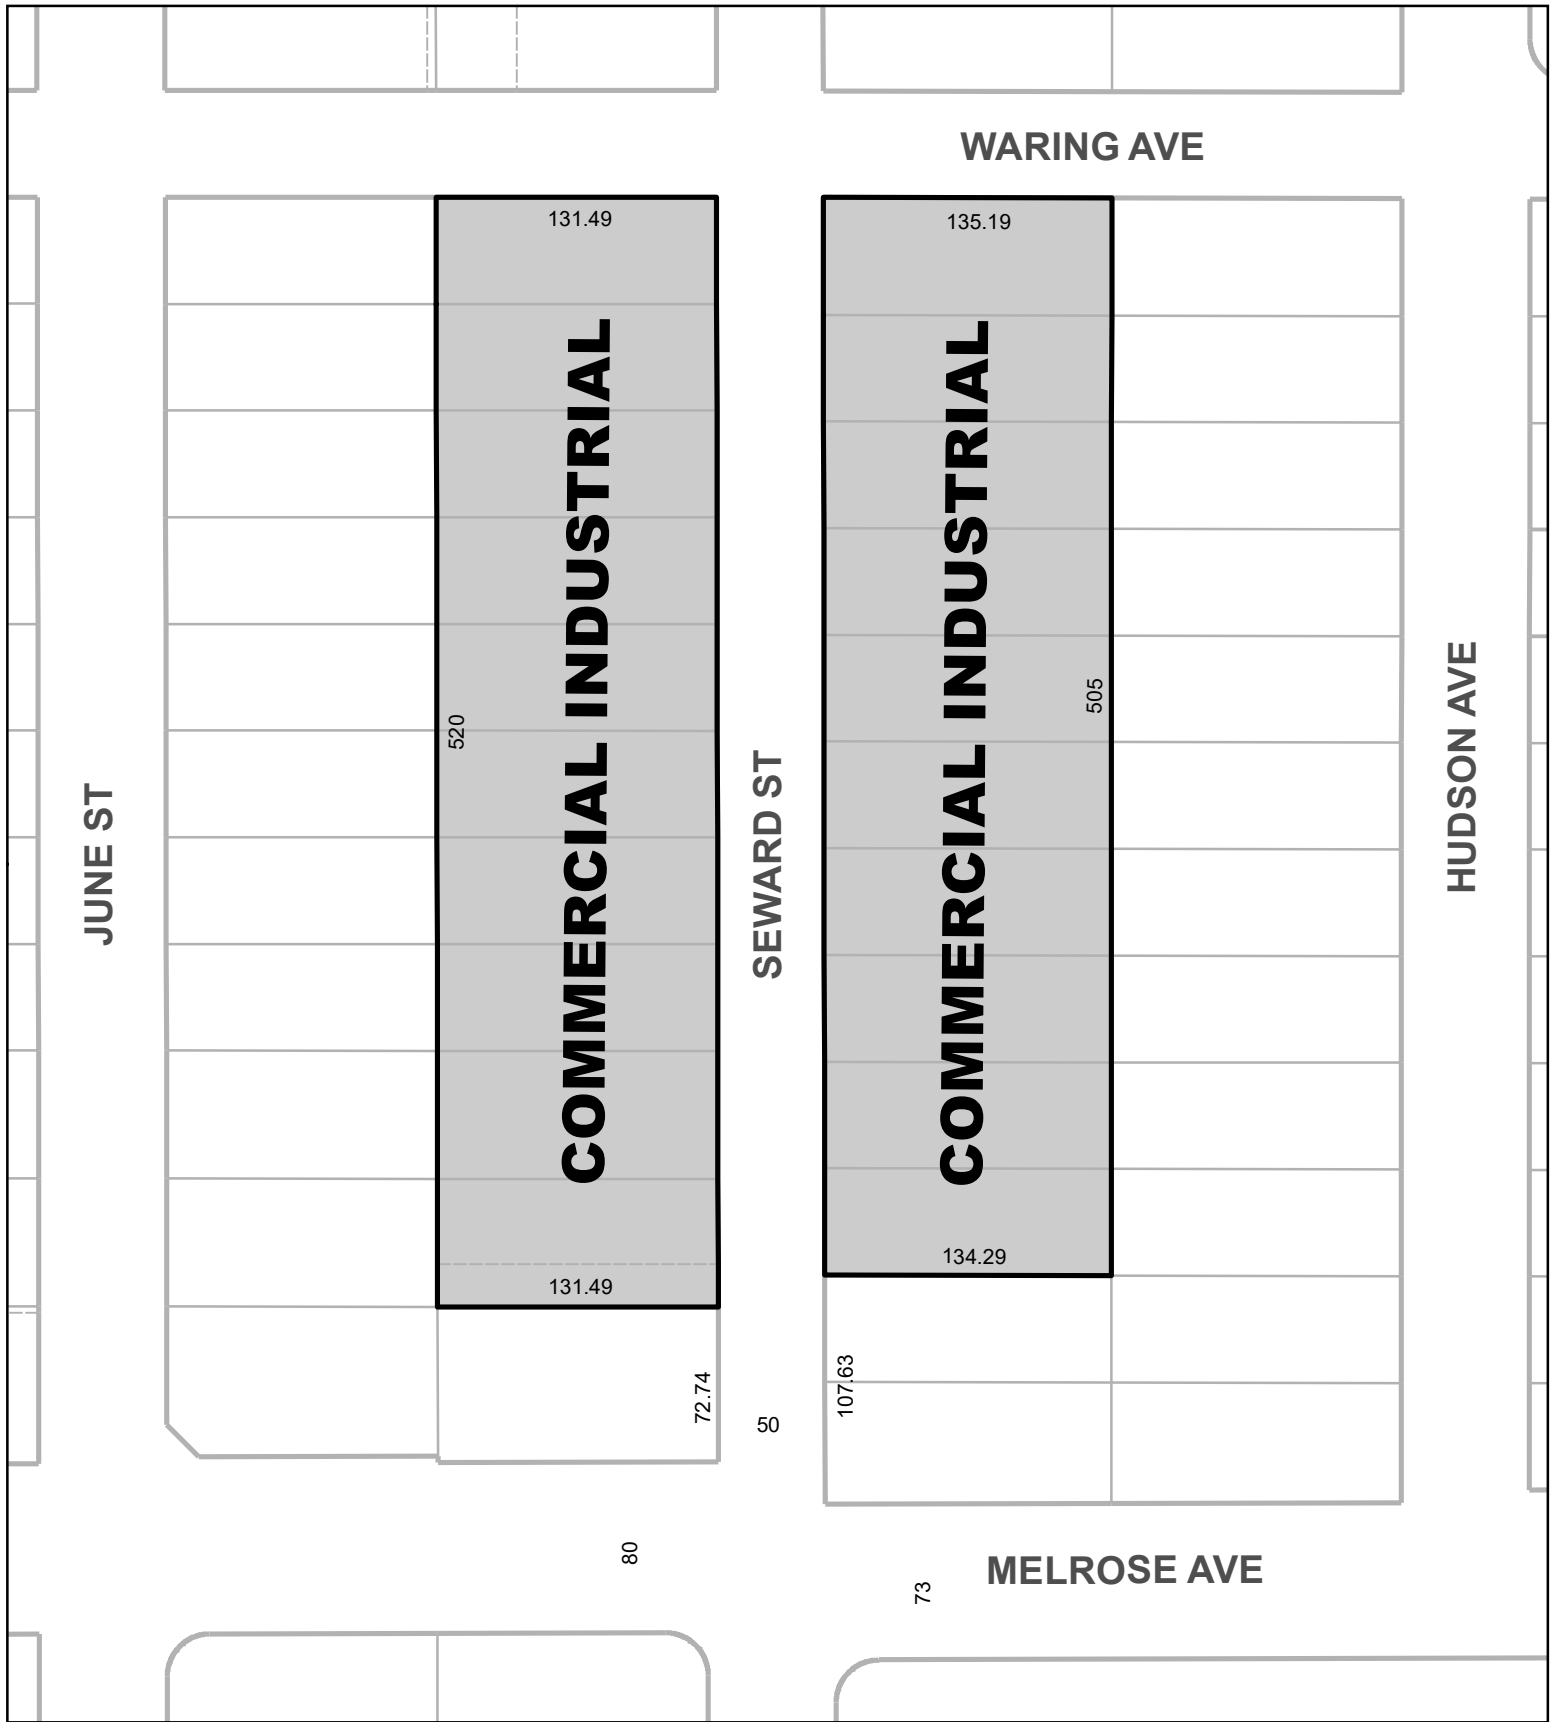 WARING AVE
131.49
135.19
COMMERCIAL INDUSTRIAL
COMMERCIAL INDUSTRIAL
520
505
JUNE ST
SEWARD ST
HUDSON AVE
131.49
134.29
72.74
50
107.63
80
73
MELROSE AVE